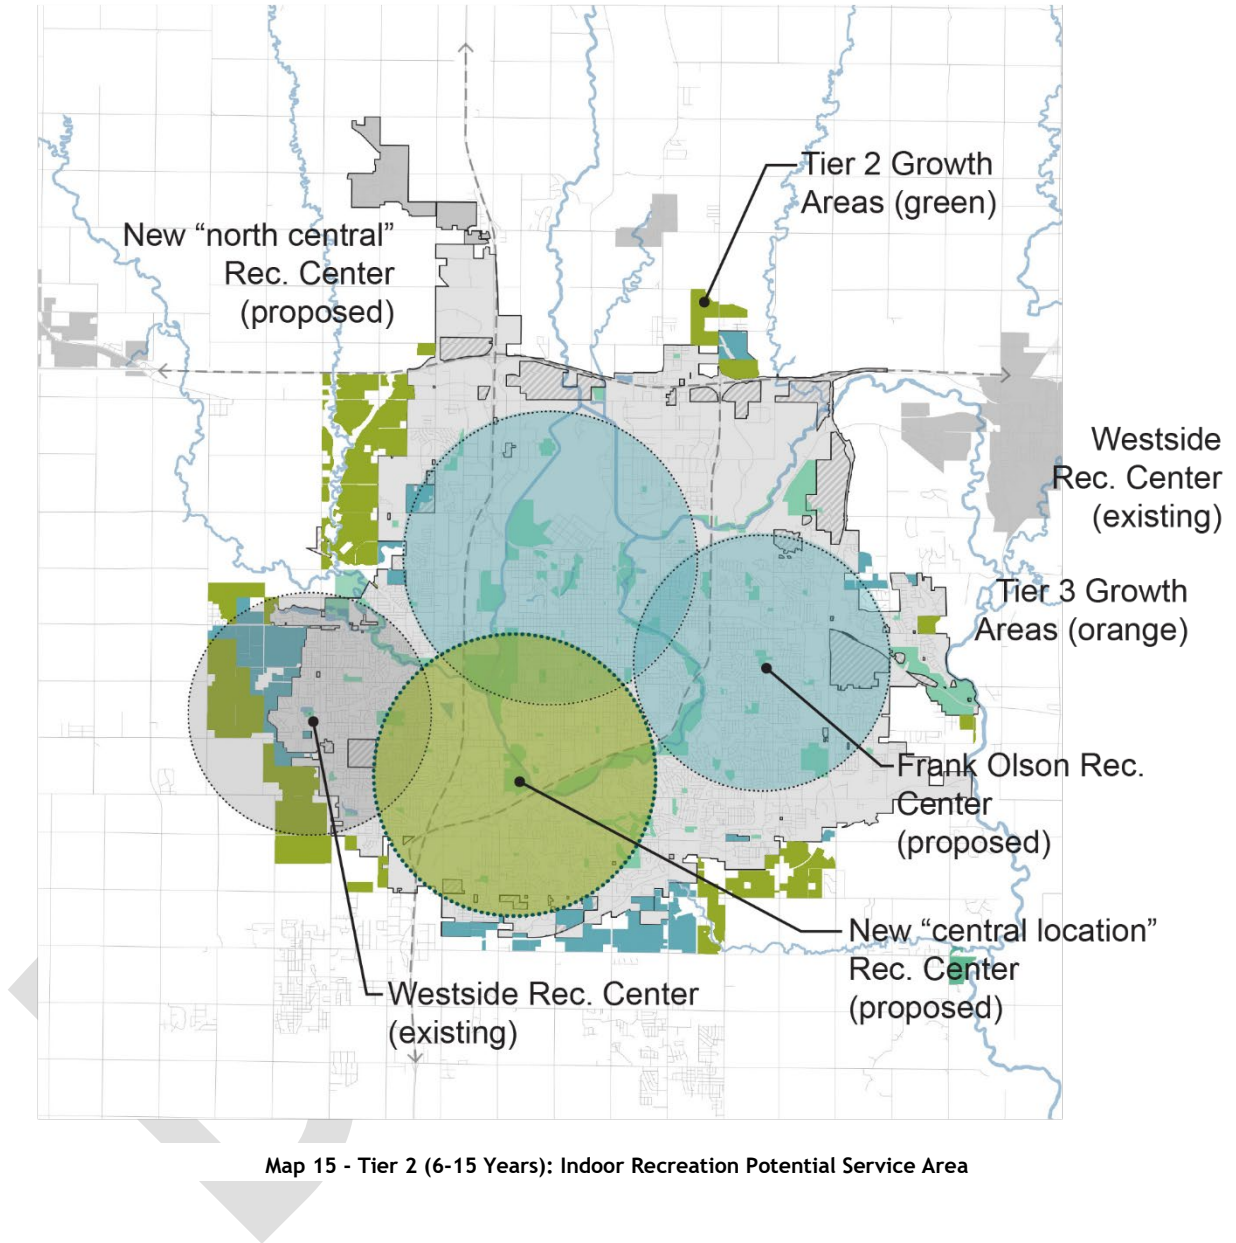 Tier 2 Growth
Areas (green)
New “north central”
Rec. Center
(proposed)
Westside
Rec. Center
(existing)
Tier 3 Growth
Areas (orange)
Frank Olson Rec.
Center
(proposed)
New “central location”
Rec. Center
(proposed)
Westside Rec. Center
(existing)
Map 15 - Tier 2 (6-15 Years): Indoor Recreation Potential Service Area